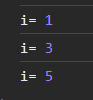 i= 1
i= 3
i= 5